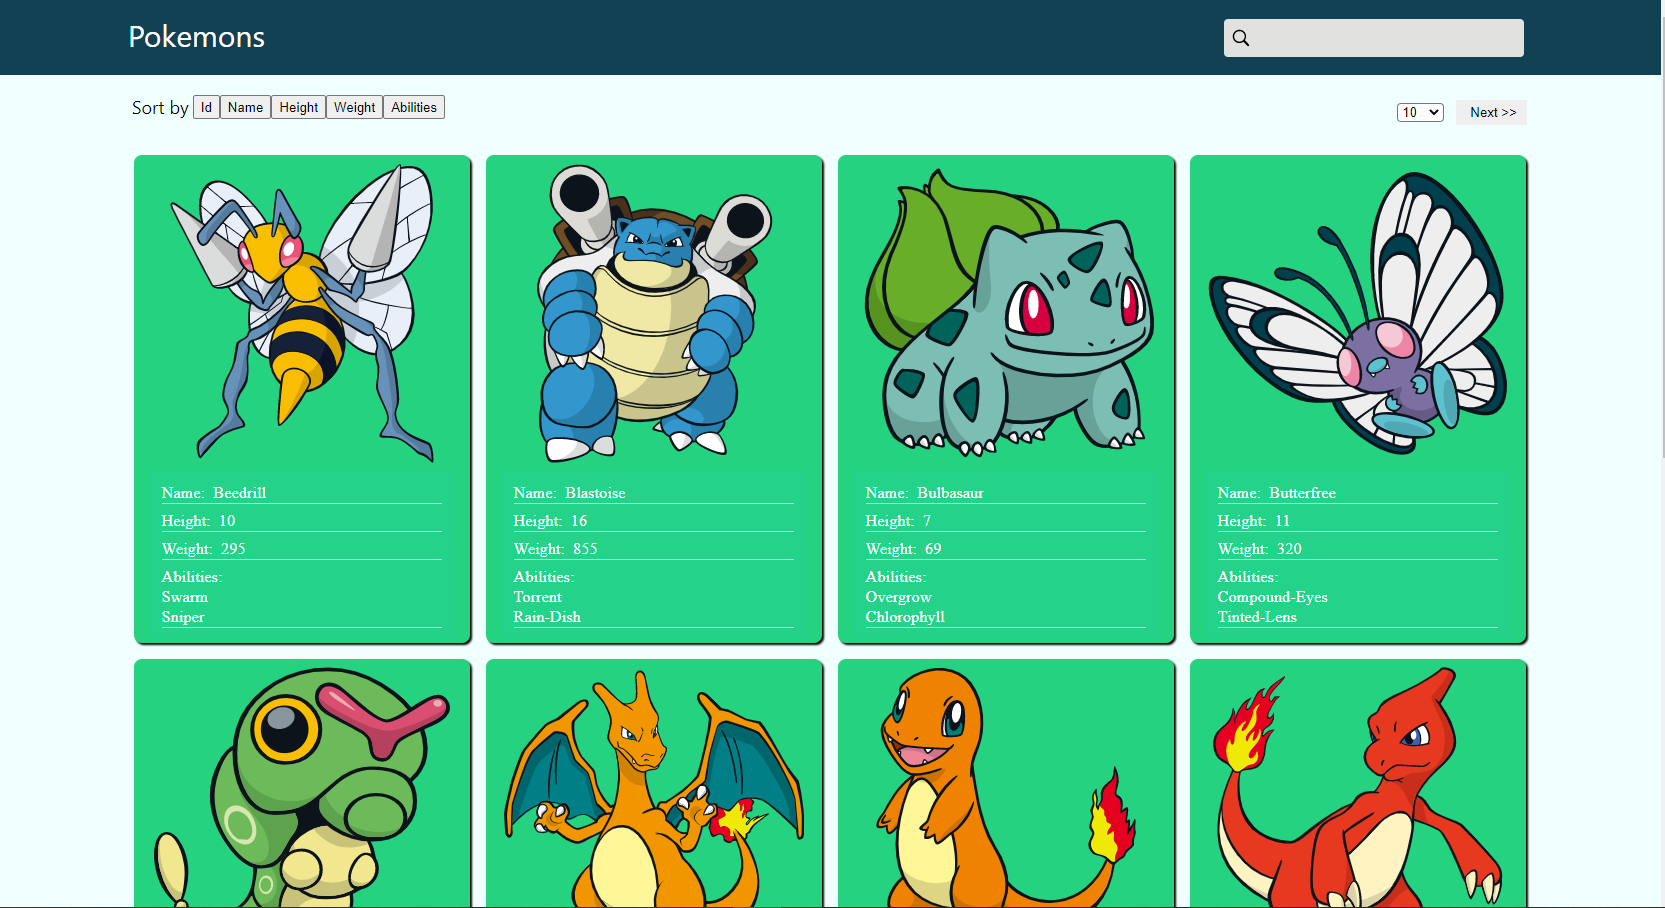 Pokemons
Sort by Id Name Height Weight Abilities
10 Next >>
Name: Beedrill
Height: 10
Weight: 295
Abilities:
Swarm
Sniper
Name: Blastoise
Height: 16
Weight: 855
Abilities:
Torrent
Rain-Dish
Name: Bulbasaur
Height: 7
Weight: 69
Abilities:
Overgrow
Chlorophyll
Name: Butterfree
Height: 11
Weight: 320
Abilities:
Compound-Eyes
Tinted-Lens